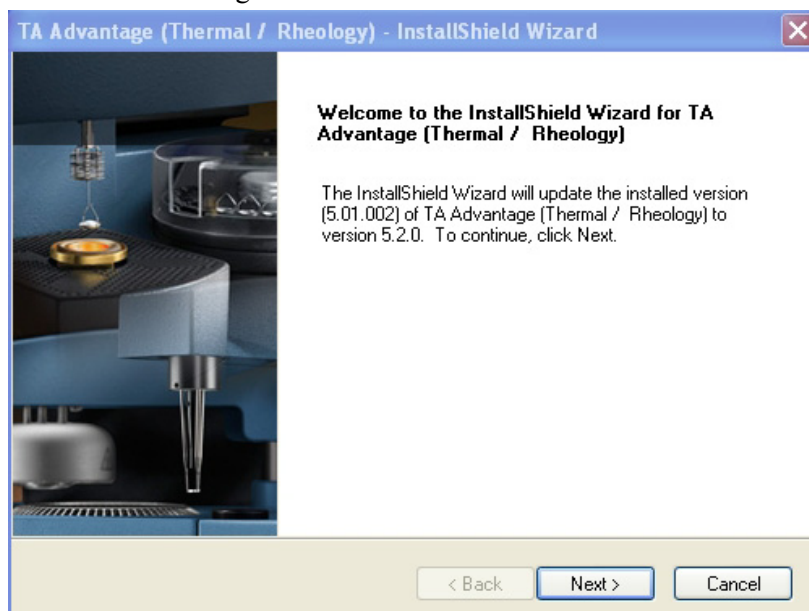 TA Advantage (Thermal / Rheology) - InstallShield Wizard
Welcome to the InstallShield Wizard for TA
Advantage (Thermal / Rheology)
The InstallShield Wizard will update the installed version
(5.01.002) of TA Advantage (Thermal / Rheology) to
version 5.2.0. To continue, click Next.
< Back
Next >
Cancel